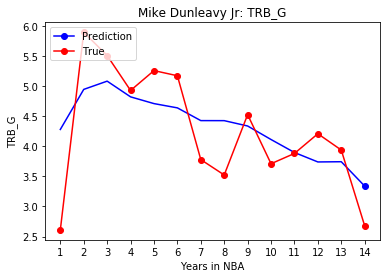 Mike Dunleavy Jr: TRB_G
Prediction
True
6.0
5.5
5.0
4.5
4.0
3.5
3.0
2.5
TRB_G
1 2 3 4 5 6 7 8 9 10 11 12 13 14
Years in NBA